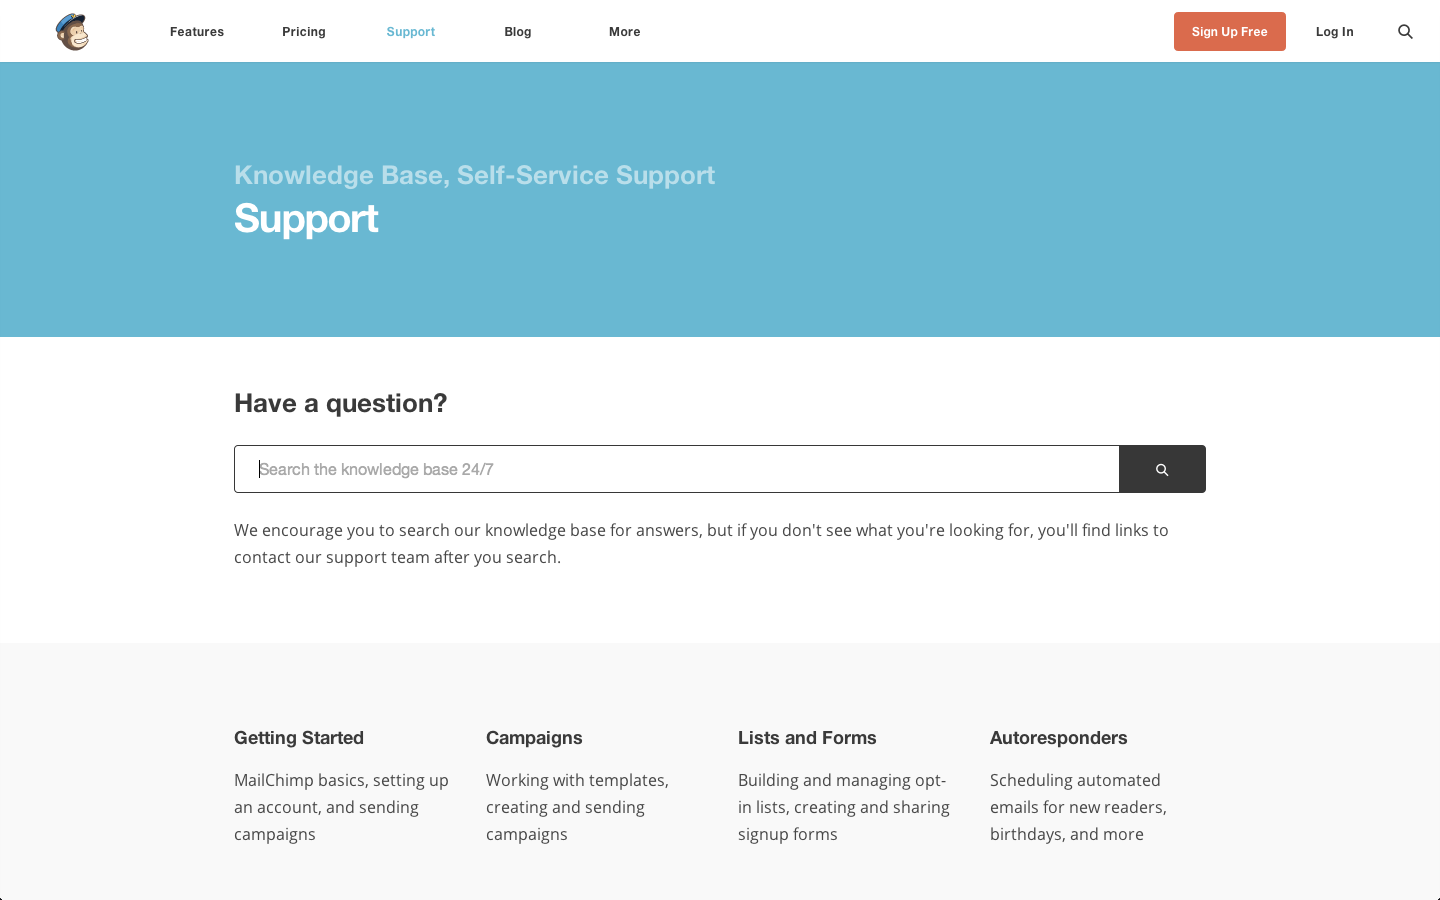 Features Pricing Support Blog More Sign Up Free Log In
Knowledge Base, Self-Service Support
Support
Have a question?
Search the knowledge base 24/7
We encourage you to search our knowledge base for answers, but if you don't see what you're looking for, you'll find links to
contact our support team after you search.
Getting Started
MailChimp basics, setting up
an account, and sending
campaigns
Campaigns
Working with templates,
creating and sending
campaigns
Lists and Forms
Building and managing opt-
in lists, creating and sharing
signup forms
Autoresponders
Scheduling automated
emails for new readers,
birthdays, and more